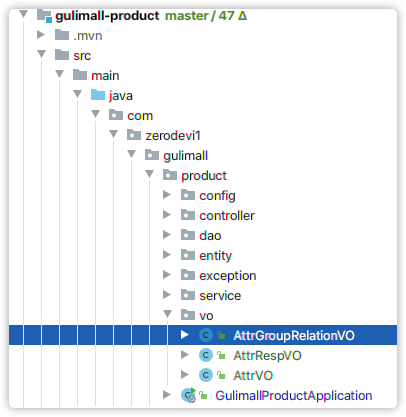 gulimall-product master / 47 Δ
.mvn
src
main
java
com
zerodevi1
gulimall
product
config
controller
dao
entity
exception
service
vo
C AttrGroupRelationVO
C AttrRespVO
C AttrVO
C GulimallProductApplication